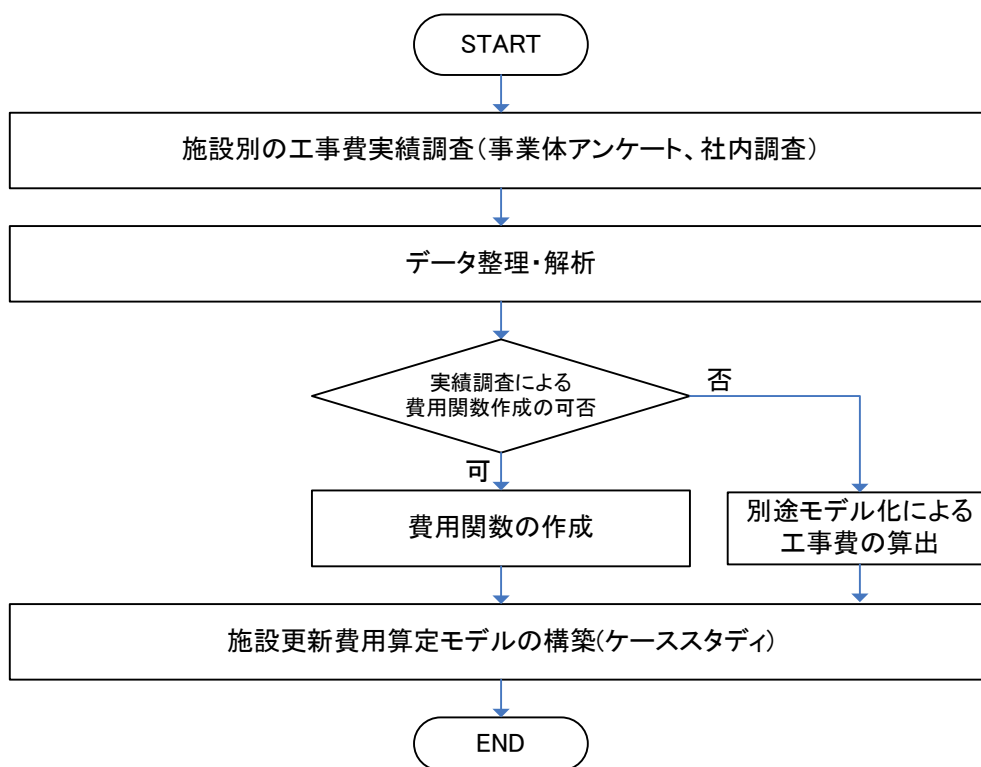 START
施設別の工事費実績調査（事業体アンケート、社内調査）
データ整理・解析
実績調査による
費用関数作成の可否
否
可
費用関数の作成
別途モデル化による
工事費の算出
施設更新費用算定モデルの構築(ケーススタディ)
END